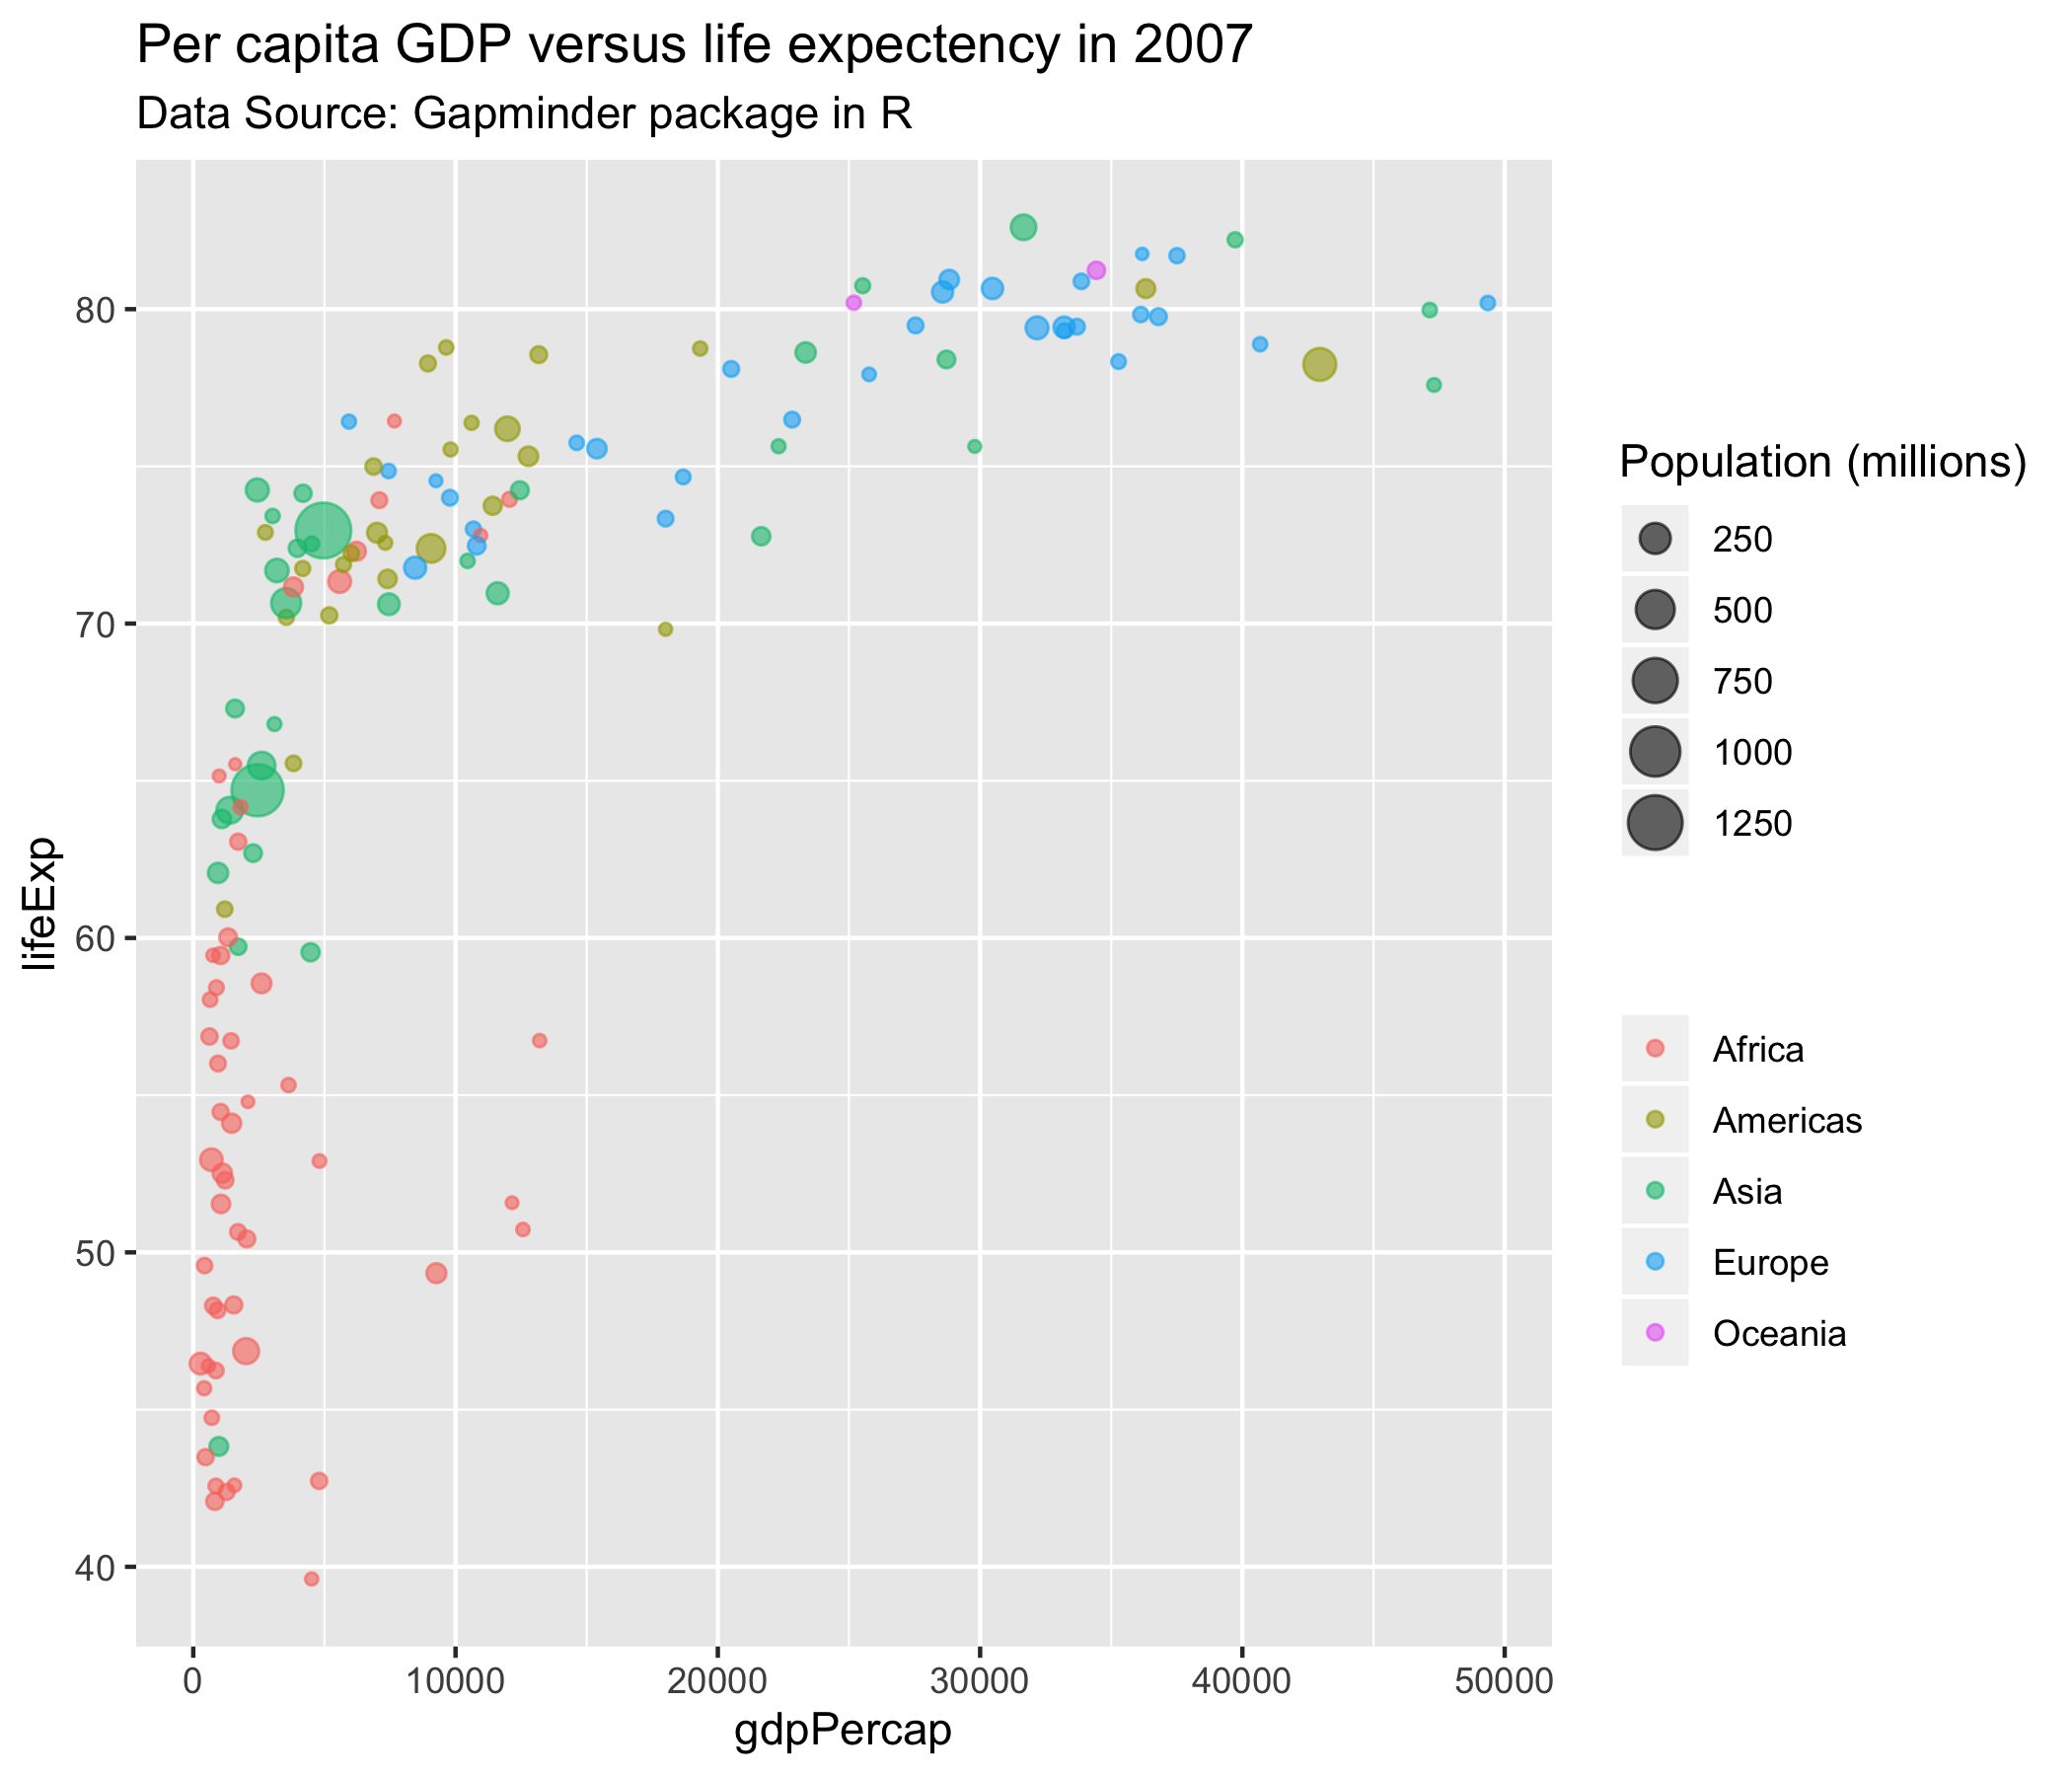 Per capita GDP versus life expectency in 2007
Data Source: Gapminder package in R
80
70
60
50
40
lifeExp
0 10000 20000 30000 40000 50000
gdpPercap
Population (millions)
250
500
750
1000
1250
Africa
Americas
Asia
Europe
Oceania